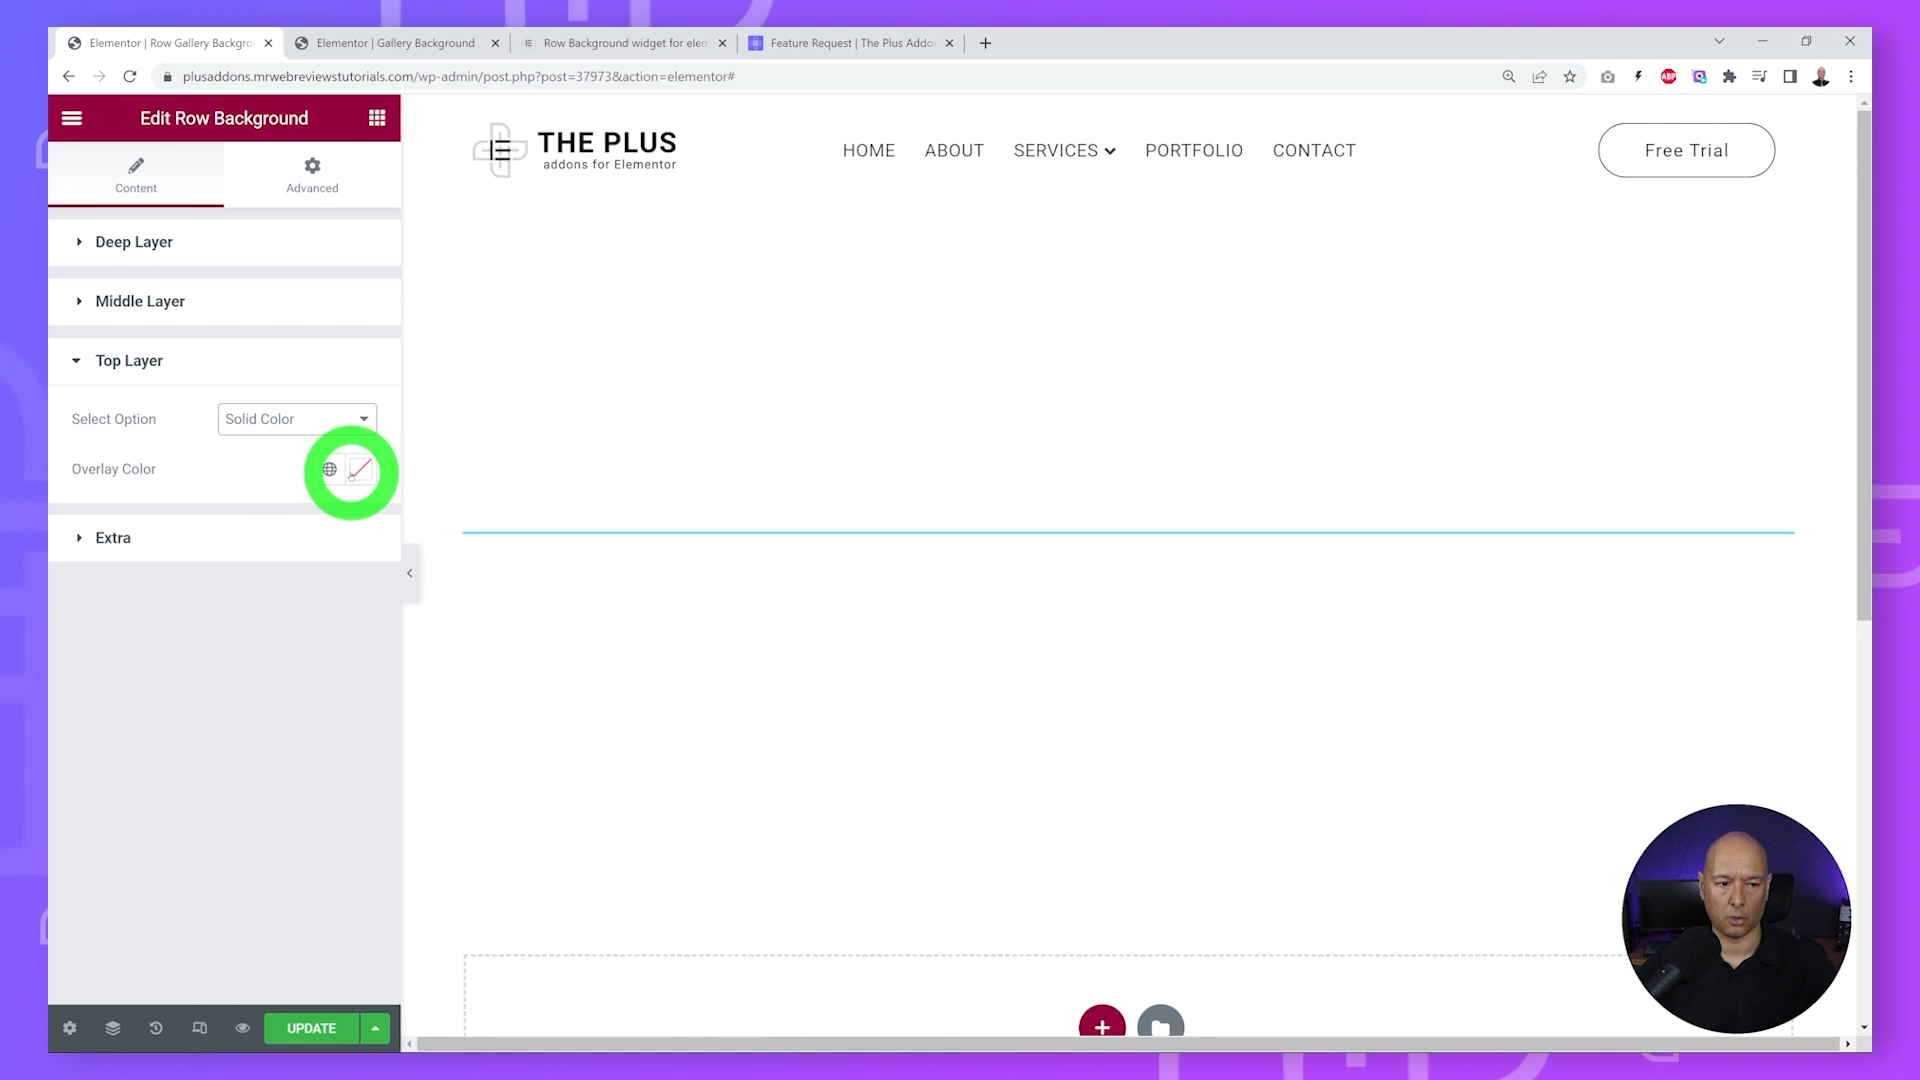 Elementor | Row Gallery Backgro
Elementor | Gallery Background
Row Background widget for elem
Feature Request | The Plus Addo
plusaddons.mrwebreviewstutorials.com/wp-admin/post.php?post=37973&action=elementor#
ABP
Edit Row Background
Content
Advanced
Deep Layer
Middle Layer
Top Layer
Select Option
Solid Color
Overlay Color
Extra
UPDATE
THE PLUS
addons for Elementor
HOME
ABOUT
SERVICES
PORTFOLIO
CONTACT
Free Trial